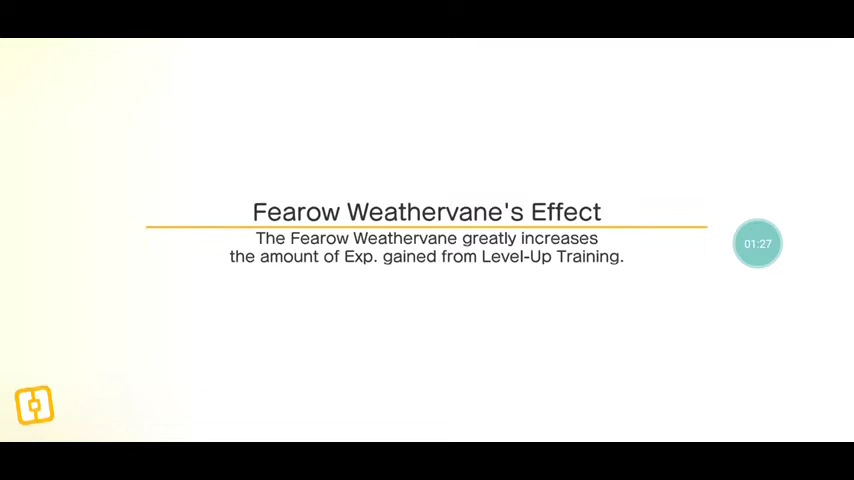 Fearow Weathervane's Effect
The Fearow Weathervane greatly increases
the amount of Exp. gained from Level-Up Training.
01:27